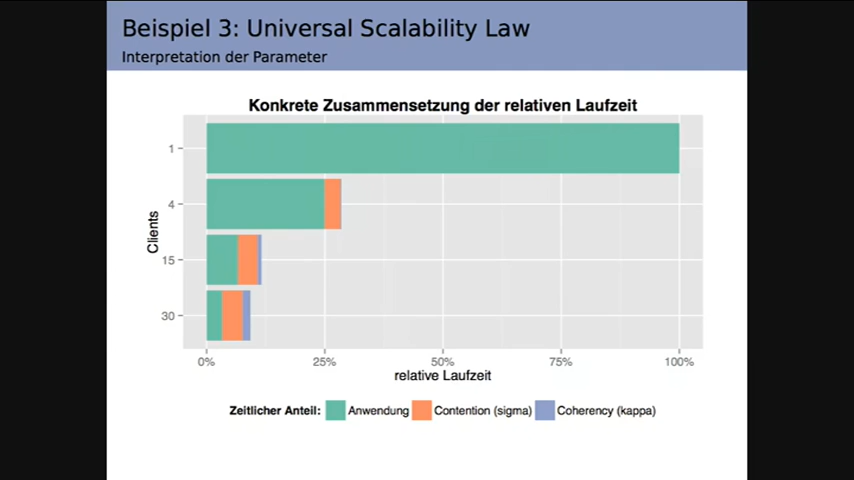 Beispiel 3: Universal Scalability Law
Interpretation der Parameter
Konkrete Zusammensetzung der relativen Laufzeit
Clients
1
4
15
30
0% 25% 50% 75% 100%
relative Laufzeit
Zeitlicher Anteil: Anwendung Contention (sigma) Coherency (kappa)